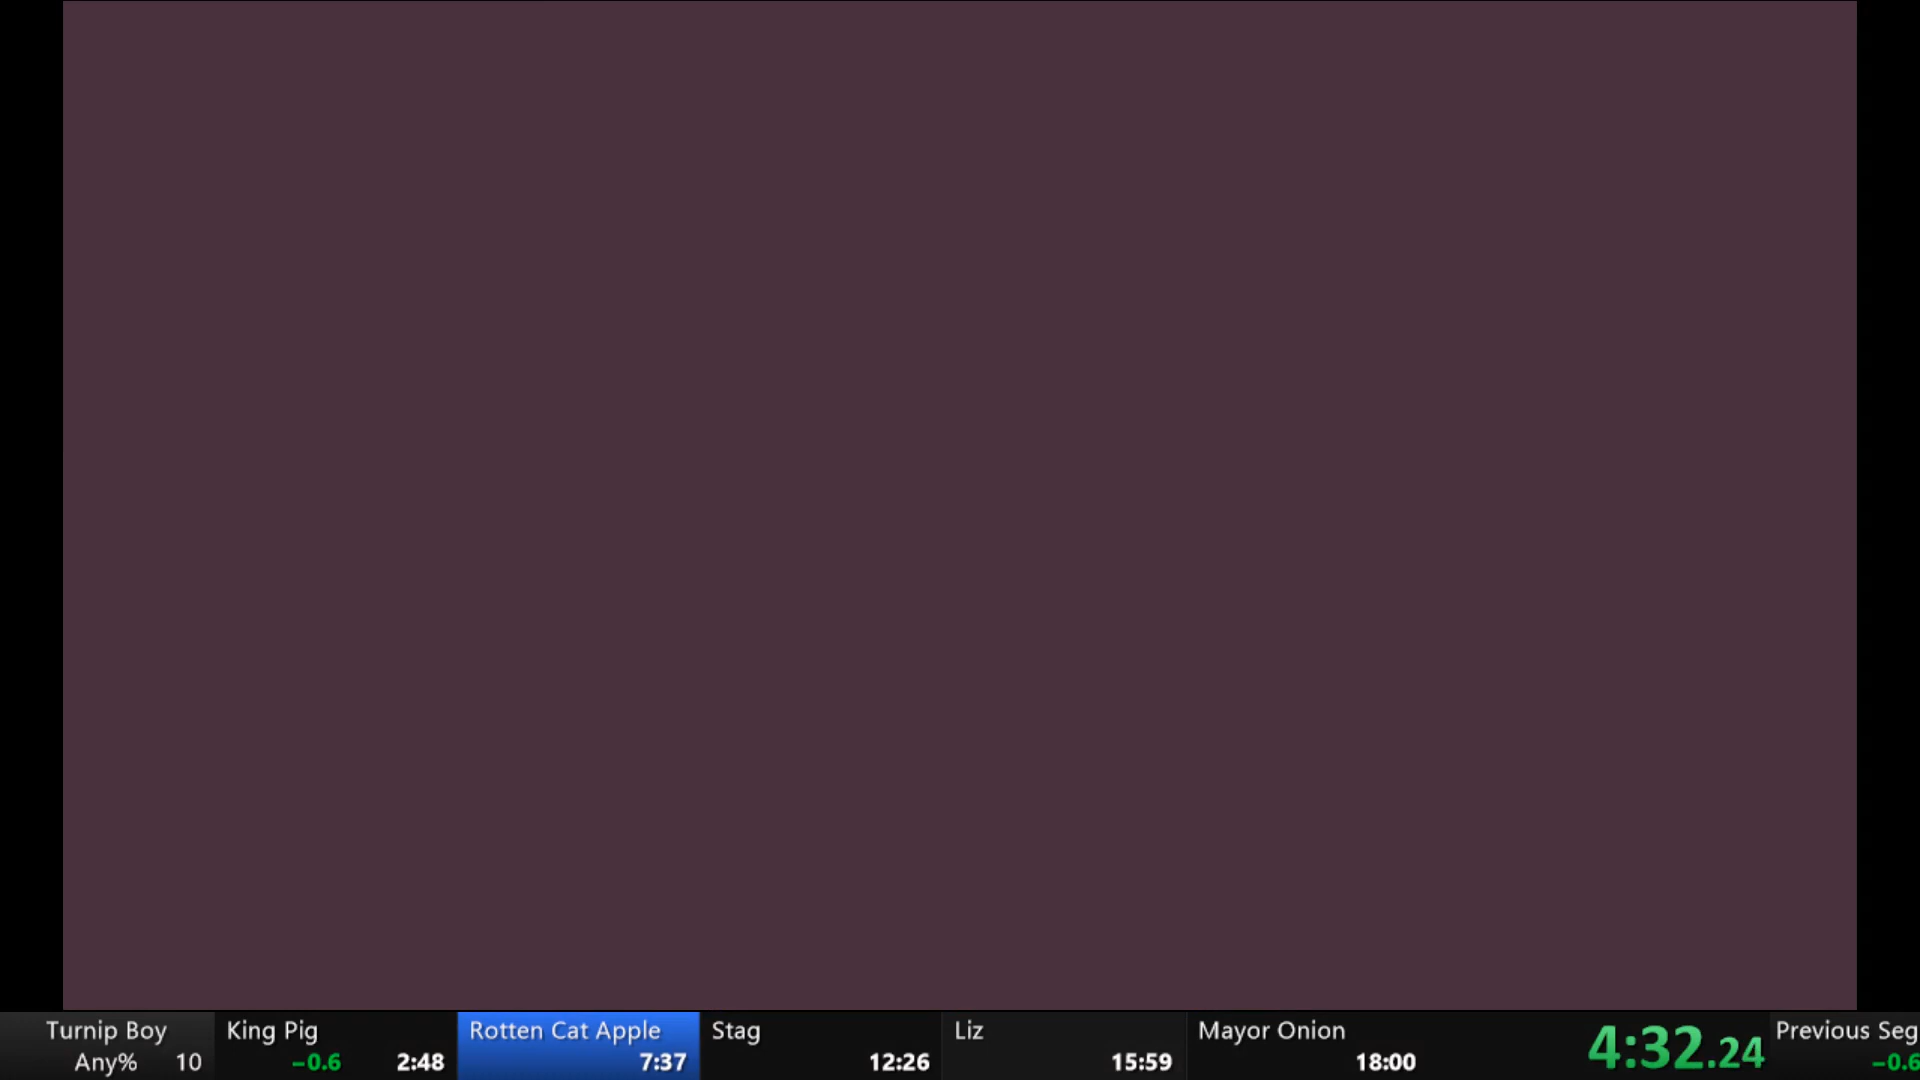 Turnip Boy
Any% 10
King Pig
−0.6 2:48
Rotten Cat Apple
7:37
Stag
12:26
Liz
15:59
Mayor Onion
18:00
4:32.24
Previous Seg
−0.6